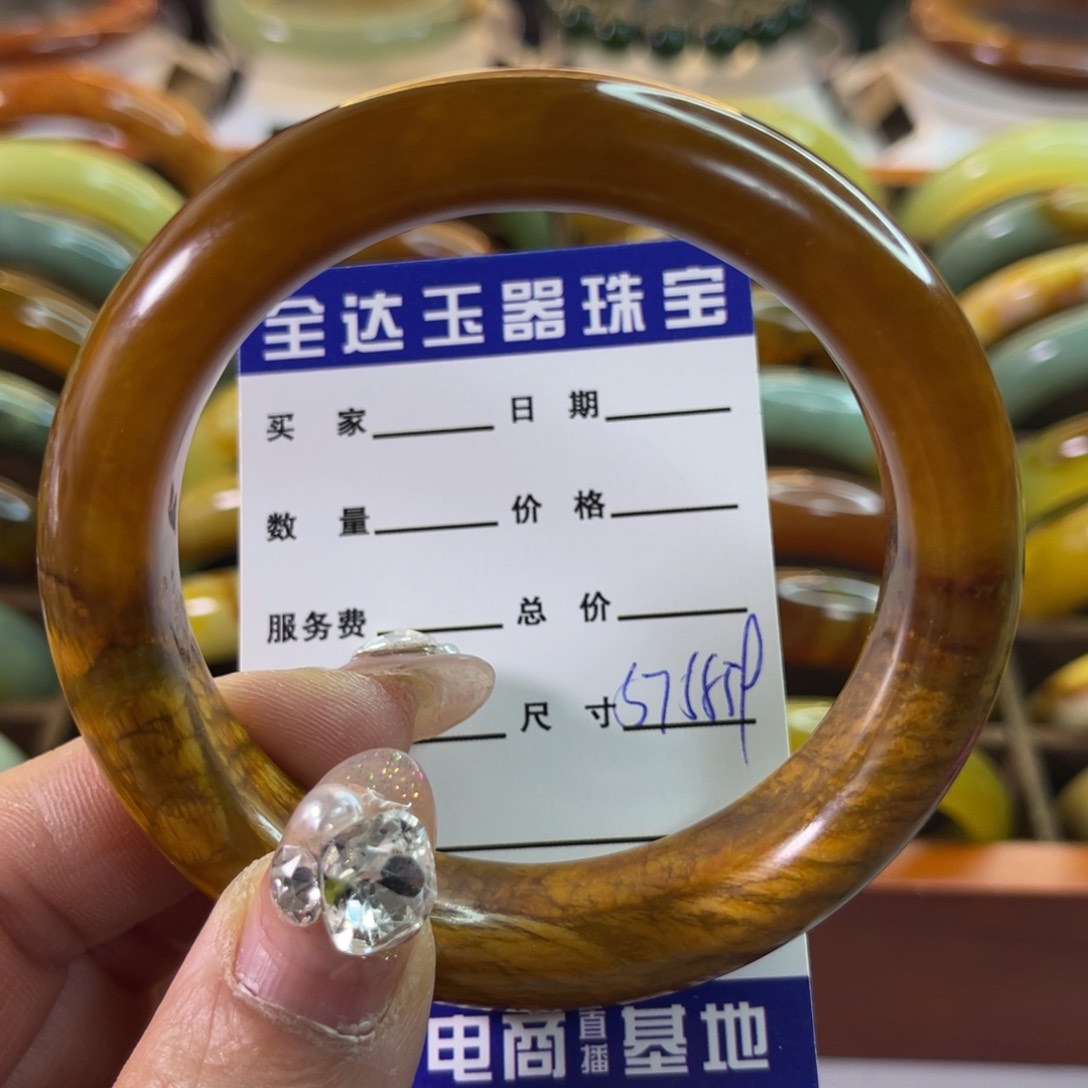 全达玉器珠宝
买 家 日 期
数 量 价 格
服务费 总 价
尺 寸
电商直播基地